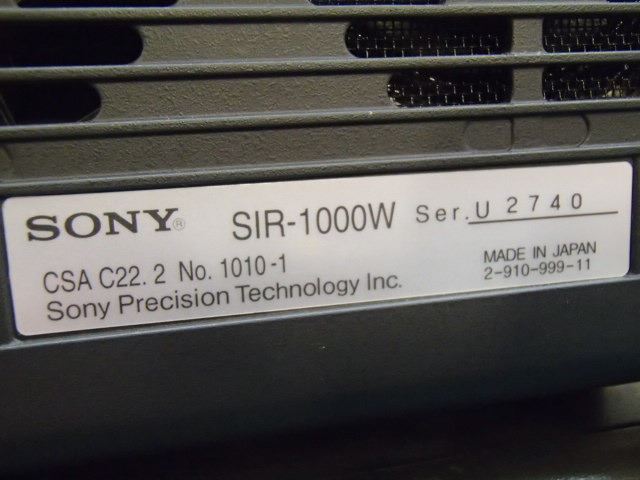 SONY® SIR-1000W Ser. U 2740
CSA C22. 2 No. 1010-1 MADE IN JAPAN
Sony Precision Technology Inc. 2-910-999-11